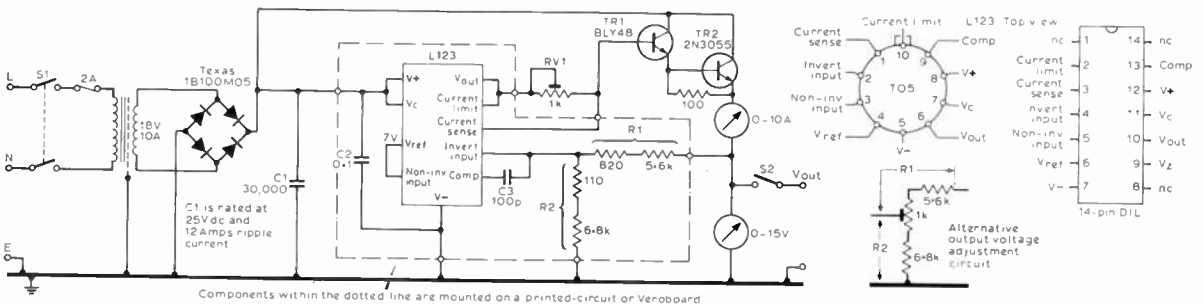 L
S1
2A
N
E
18V
10A
Texas
1B100M05
C1
30,000
C1 is rated at
25V dc and
12 Amps ripple
current
C2
0·1
L123
V+
Vc
7V
Vref
Non-inv
input
Vout
Current
limit
Current
sense
Invert
input
Comp
V–
C3
100p
RV1
1k
R1
820
5·6k
R2
110
6·8k
TR1
BLY48
TR2
2N3055
100
0–10A
S2
Vout
0–15V
Components within the dotted line are mounted on a printed-circuit or Veroboard
Current limit
L123 Top view
Current
sense
Comp
Invert
input
V+
Non-inv
input
Vc
Vref
Vout
V–
TO5
1
2
3
4
5
6
7
8
9
10
nc 1 14 nc
Current
limit 2 13 Comp
Current
sense 3 12 V+
Invert
input 4 11 Vc
Non-inv
input 5 10 Vout
Vref 6 9 Vz
V– 7 8 nc
14-pin DIL
R1
5·6k
1k
R2
6·8k
Alternative
output voltage
adjustment
circuit